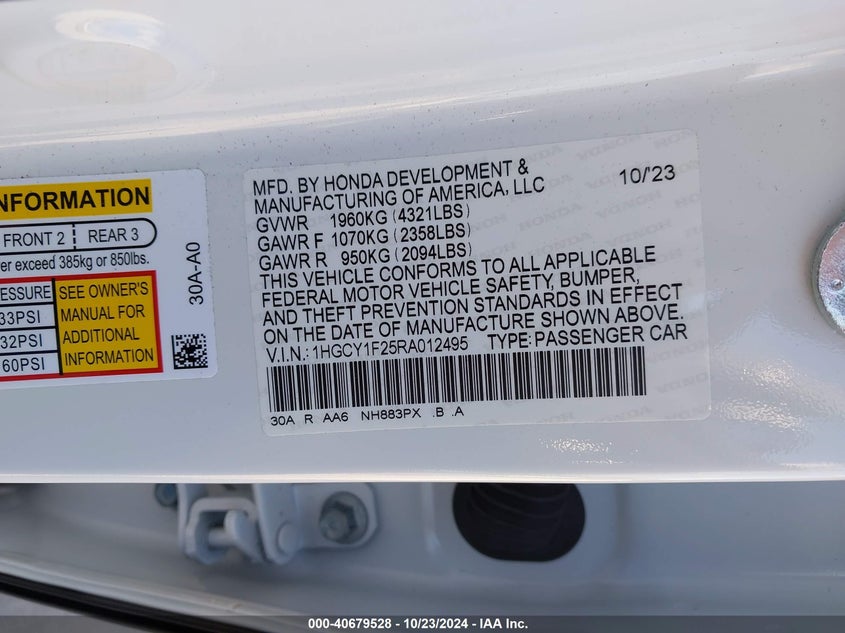 NFORMATION
FRONT 2 REAR 3
er exceed 385kg or 850lbs.
ESSURE
33PSI
32PSI
60PSI
SEE OWNER'S
MANUAL FOR
ADDITIONAL
INFORMATION
30A-A0
MFD. BY HONDA DEVELOPMENT &
MANUFACTURING OF AMERICA, LLC 10/'23
GVWR 1960KG (4321LBS)
GAWR F 1070KG (2358LBS)
GAWR R 950KG (2094LBS)
THIS VEHICLE CONFORMS TO ALL APPLICABLE
FEDERAL MOTOR VEHICLE SAFETY, BUMPER,
AND THEFT PREVENTION STANDARDS IN EFFECT
ON THE DATE OF MANUFACTURE SHOWN ABOVE.
V.I.N.: 1HGCY1F25RA012495 TYPE: PASSENGER CAR
30A R AA6 NH883PX .B .A
000-40679528 - 10/23/2024 - IAA Inc.